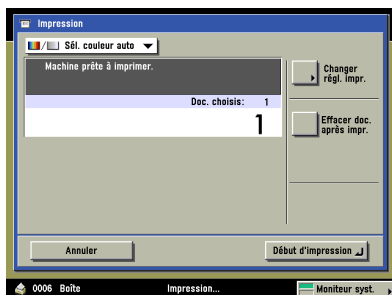 Impression
Sél. couleur auto
Machine prête à imprimer.
Changer
régl. impr.
Doc. choisis: 1
1
Effacer doc.
après impr.
Annuler
Début d'impression
0006 Boîte Impression... Moniteur syst.